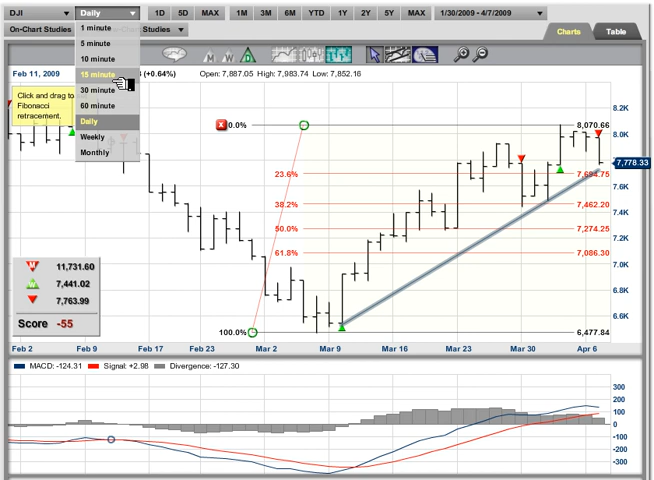 DJI Daily 1D 5D MAX 1M 3M 6M YTD 1Y 2Y 5Y MAX 1/30/2009 - 4/7/2009
On-Chart Studies Studies Charts Table
1 minute
5 minute
10 minute
15 minute
30 minute
60 minute
Daily
Weekly
Monthly
Feb 11, 2009 (+0.64%) Open: 7,887.05 High: 7,983.74 Low: 7,852.16
Click and drag to
Fibonacci
retracement.
0.0% 8,070.66
23.6% 7,694.75
38.2% 7,462.20
50.0% 7,274.25
61.8% 7,086.30
100.0% 6,477.84
8.2K
8.0K
7,778.33
7.6K
7.4K
7.2K
7.0K
6.8K
6.6K
M 11,731.60
W 7,441.02
7,763.99
Score -55
Feb 2 Feb 9 Feb 17 Feb 23 Mar 2 Mar 9 Mar 16 Mar 23 Mar 30 Apr 6
MACD: -124.31 Signal: +2.98 Divergence: -127.30
300
200
100
0
-100
-200
-300